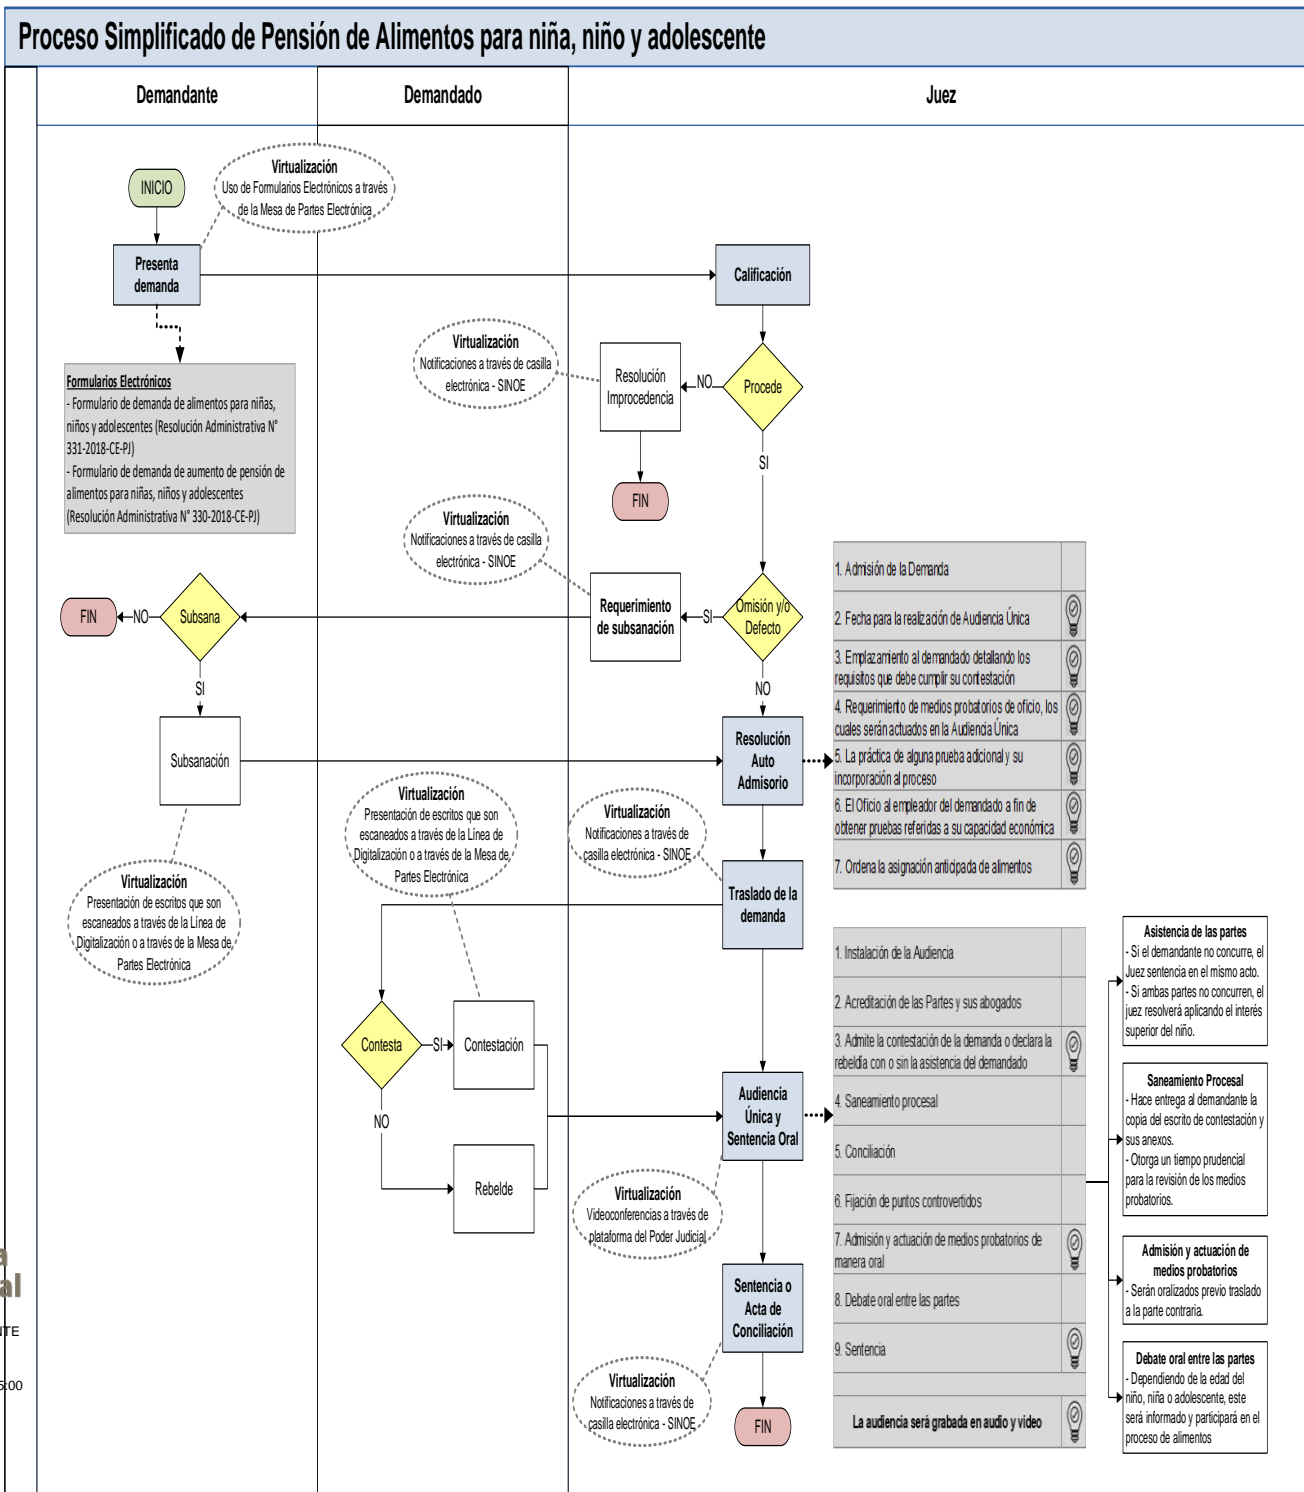 Proceso Simplificado de Pensión de Alimentos para niña, niño y adolescente
Demandante
Demandado
Juez
INICIO
Virtualización
Uso de Formularios Electrónicos a través
de la Mesa de Partes Electrónica
Presenta
demanda
Calificación
Formularios Electrónicos
- Formulario de demanda de alimentos para niñas,
niños y adolescentes (Resolución Administrativa N°
331-2018-CE-PJ)
- Formulario de demanda de aumento de pensión de
alimentos para niñas, niños y adolescentes
(Resolución Administrativa N° 330-2018-CE-PJ)
Virtualización
Notificaciones a través de casilla
electrónica - SINOE
Resolución
Improcedencia
NO
Procede
SI
FIN
Virtualización
Notificaciones a través de casilla
electrónica - SINOE
FIN
NO
Subsana
Requerimiento
de subsanación
SI
Omisión y/o
Defecto
SI
NO
Subsanación
Resolución
Auto
Admisorio
1. Admisión de la Demanda
2. Fecha para la realización de Audiencia Única
3. Emplazamiento al demandado detallando los
requisitos que debe cumplir su contestación
4. Requerimiento de medios probatorios de oficio, los
cuales serán actuados en la Audiencia Única
5. La práctica de alguna prueba adicional y su
incorporación al proceso
6. El Oficio al empleador del demandado a fin de
obtener pruebas referidas a su capacidad económica
7. Ordena la asignación anticipada de alimentos
Virtualización
Presentación de escritos que son
escaneados a través de la Línea de
Digitalización o a través de la Mesa de
Partes Electrónica
Virtualización
Notificaciones a través de
casilla electrónica - SINOE
Virtualización
Presentación de escritos que son
escaneados a través de la Línea de
Digitalización o a través de la Mesa de
Partes Electrónica
Traslado de la
demanda
Contesta
SI
Contestación
NO
Rebelde
Audiencia
Única y
Sentencia Oral
1. Instalación de la Audiencia
2. Acreditación de las Partes y sus abogados
3. Admite la contestación de la demanda o declara la
rebeldía con o sin la asistencia del demandado
4. Saneamiento procesal
5. Conciliación
6. Fijación de puntos controvertidos
7. Admisión y actuación de medios probatorios de
manera oral
8. Debate oral entre las partes
9. Sentencia
La audiencia será grabada en audio y video
Asistencia de las partes
- Si el demandante no concurre, el
Juez sentencia en el mismo acto.
- Si ambas partes no concurren, el
juez resolverá aplicando el interés
superior del niño.
Saneamiento Procesal
- Hace entrega al demandante la
copia del escrito de contestación y
sus anexos.
- Otorga un tiempo prudencial
para la revisión de los medios
probatorios.
Admisión y actuación de
medios probatorios
- Serán oralizados previo traslado
a la parte contraria.
Debate oral entre las partes
- Dependiendo de la edad del
niño, niña o adolescente, este
será informado y participará en el
proceso de alimentos
Virtualización
Videoconferencias a través de
plataforma del Poder Judicial
Sentencia o
Acta de
Conciliación
Virtualización
Notificaciones a través de
casilla electrónica - SINOE
FIN
a
al
NTE
5:00